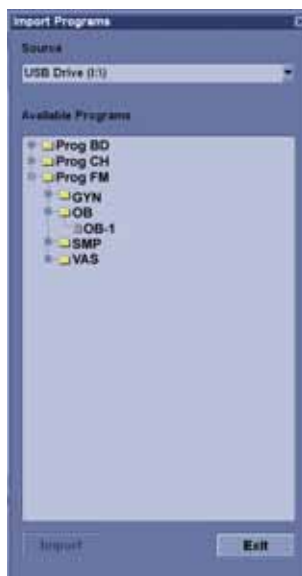 Import Programs
Source
USB Drive (I:\)
Available Programs
Prog BD
Prog CH
Prog FM
GYN
OB
OB-1
SMP
VAS
Import
Exit